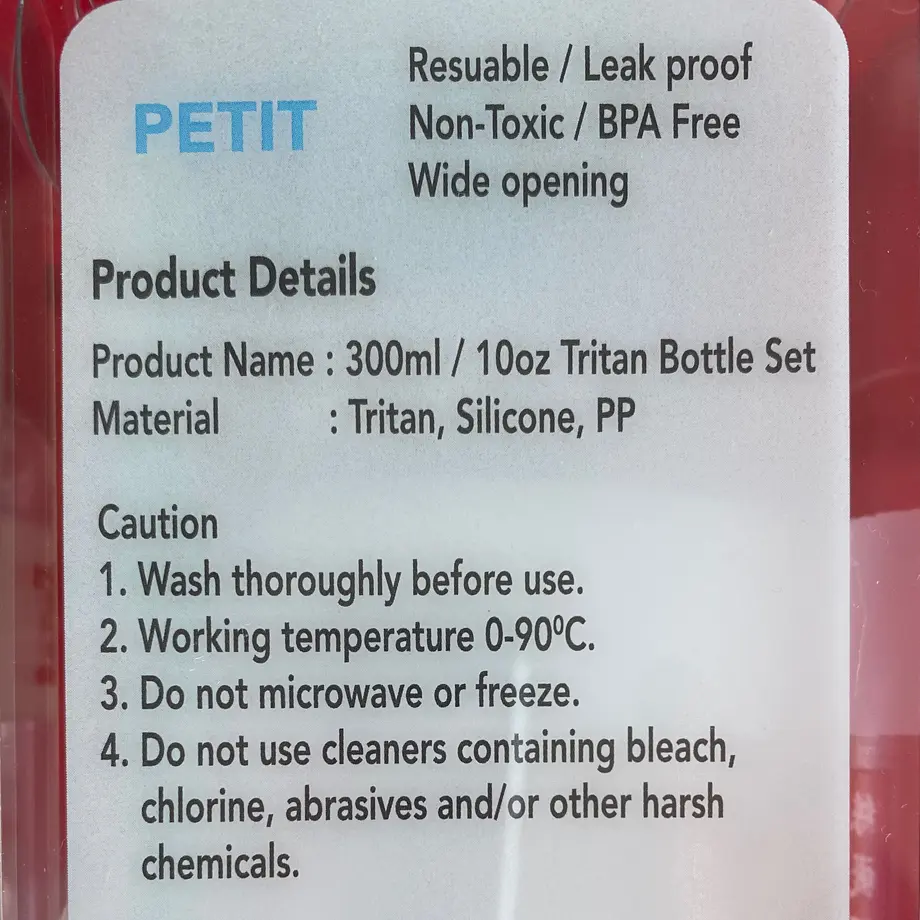 PETIT
Resuable / Leak proof
Non-Toxic / BPA Free
Wide opening
Product Details
Product Name : 300ml / 10oz Tritan Bottle Set
Material : Tritan, Silicone, PP
Caution
1. Wash thoroughly before use.
2. Working temperature 0-90⁰C.
3. Do not microwave or freeze.
4. Do not use cleaners containing bleach,
chlorine, abrasives and/or other harsh
chemicals.